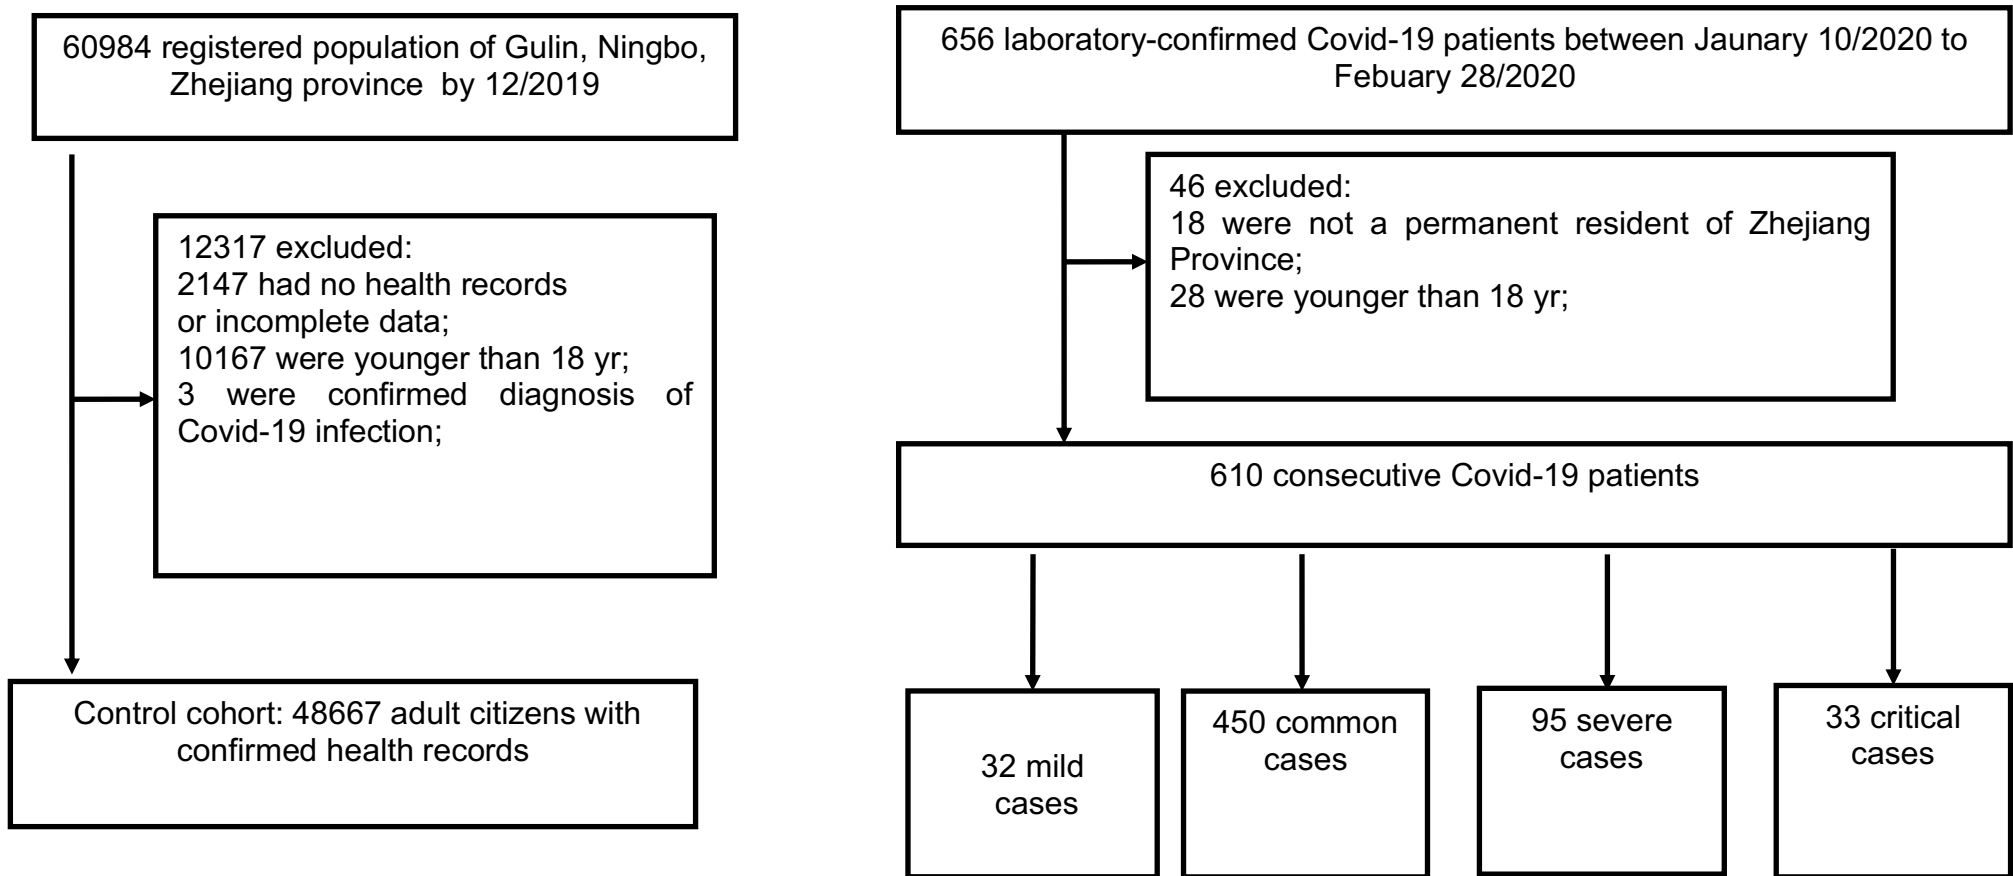 60984 registered population of Gulin, Ningbo,
Zhejiang province by 12/2019
12317 excluded:
2147 had no health records
or incomplete data;
10167 were younger than 18 yr;
3 were confirmed diagnosis of
Covid-19 infection;
Control cohort: 48667 adult citizens with
confirmed health records
656 laboratory-confirmed Covid-19 patients between Jaunary 10/2020 to
Febuary 28/2020
46 excluded:
18 were not a permanent resident of Zhejiang
Province;
28 were younger than 18 yr;
610 consecutive Covid-19 patients
32 mild
cases
450 common
cases
95 severe
cases
33 critical
cases